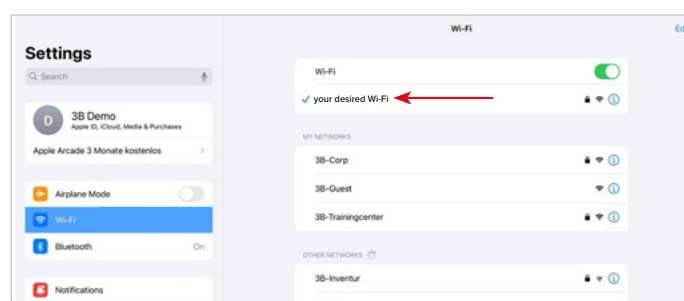 Wi-Fi
Ed
Settings
Search
D
3B Demo
Apple ID, iCloud, Media & Purchases
Apple Arcade 3 Monate kostenlos
Airplane Mode
Wi-Fi
Bluetooth On
Notifications
Wi-Fi
your desired Wi-Fi
MY NETWORKS
3B-Corp
3B-Guest
3B-Trainingcenter
OTHER NETWORKS
3B-Inventur